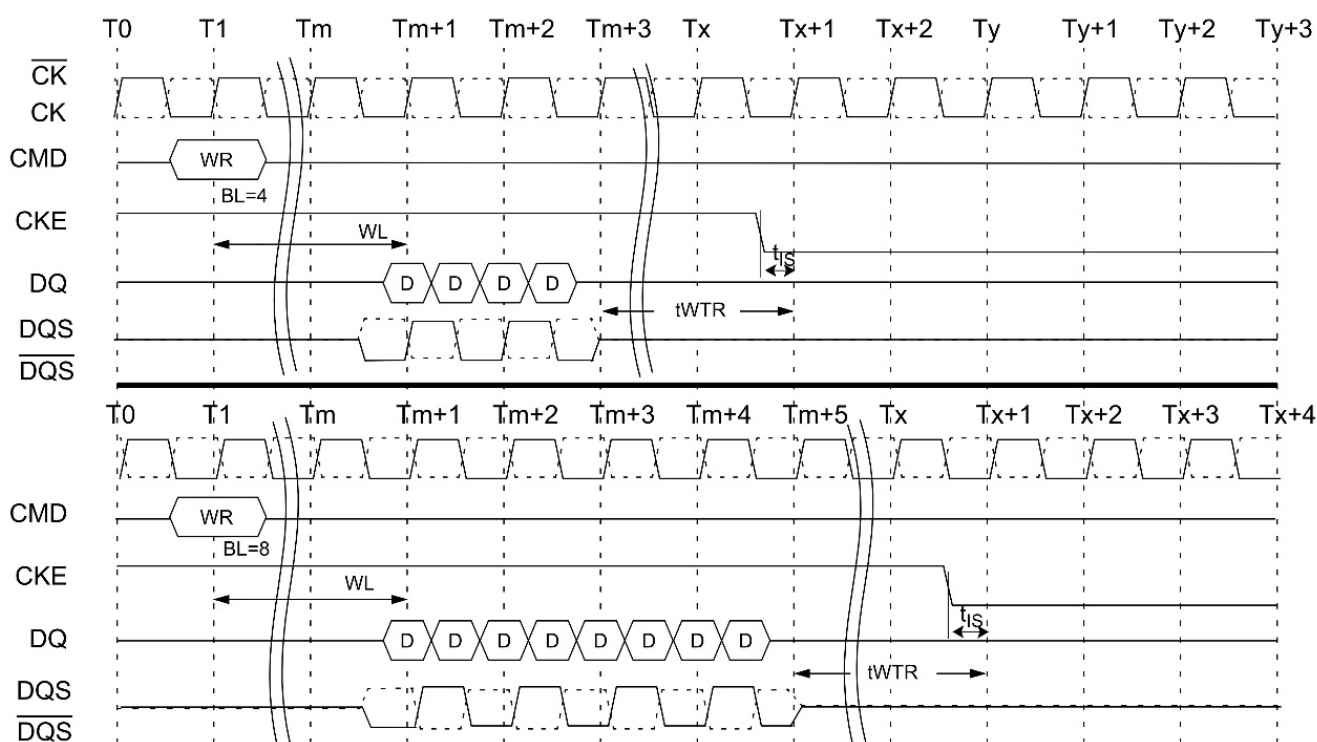 T0 T1 Tm Tm+1 Tm+2 Tm+3 Tx Tx+1 Tx+2 Ty Ty+1 Ty+2 Ty+3
CK
CK
CMD WR
BL=4
CKE
WL
tIS
DQ D D D D
tWTR
DQS
DQS
T0 T1 Tm Tm+1 Tm+2 Tm+3 Tm+4 Tm+5 Tx Tx+1 Tx+2 Tx+3 Tx+4
CMD WR
BL=8
CKE
WL
tIS
DQ D D D D D D D D
tWTR
DQS
DQS